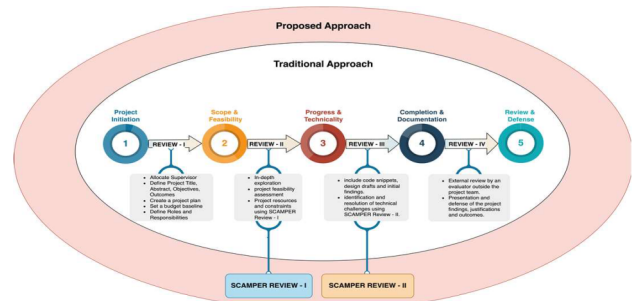 Proposed Approach
Traditional Approach
Project
Initiation
Scope &
Feasibility
Progress &
Technicality
Completion &
Documentation
Review &
Defense
1
REVIEW - I
2
REVIEW - II
3
REVIEW - III
4
REVIEW - IV
5
• Allocate Supervisor
• Define Project Title,
Abstract, Objectives,
Outcomes
• Create a project plan
• Set a budget baseline
• Define Roles and
Responsibilities
• In-depth
exploration
project feasibility
assessment
• Project resources
and constraints
using SCAMPER
Review - I
• include code snippets,
design drafts and initial
findings.
• identification and
resolution of technical
challenges using
SCAMPER Review - II.
• External review by an
evaluator outside the
project team.
• Presentation and
defense of the project
findings, justifications
and outcomes.
SCAMPER REVIEW - I
SCAMPER REVIEW - II